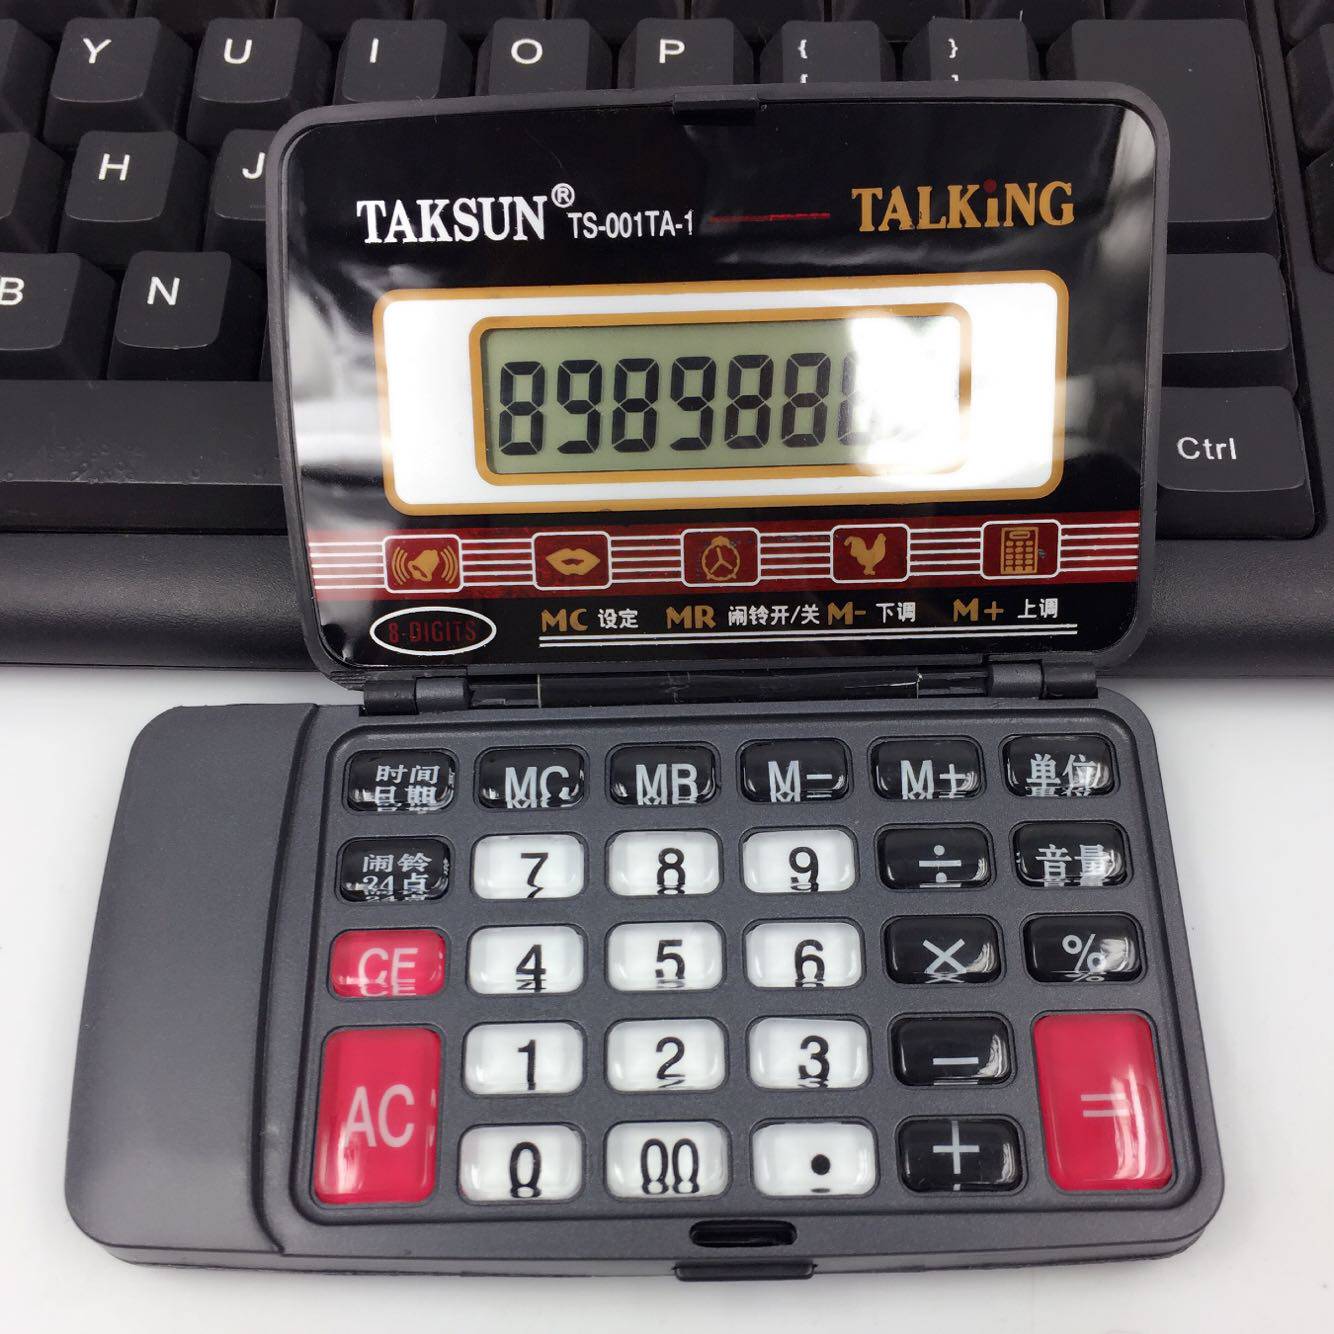 Y U I O P { }
[ ]
H J
B N
Ctrl
TAKSUN® TS-001TA-1 TALKiNG
8989888
8-DIGITS MC 设定 MR 闹铃开/关 M- 下调 M+ 上调
时间 MC MR M- M+ 单位
日期
闹铃 7 8 9 ÷ 音量
24点
CE 4 5 6 × %
AC 1 2 3 - =
0 00 • +